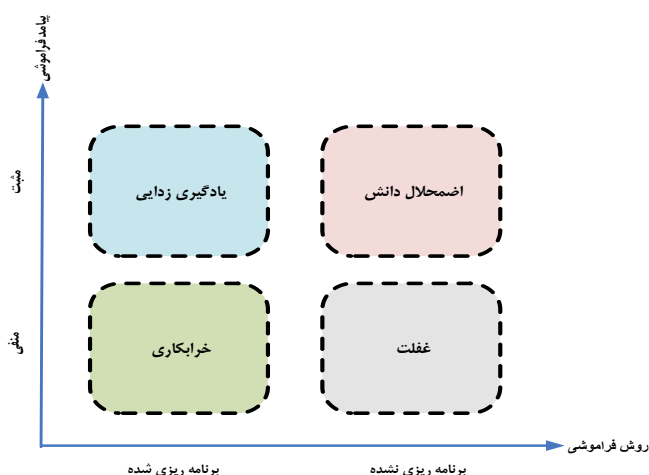 پیامد فراموشی
مثبت
یادگیری زدایی
اضمحلال دانش
منفی
خرابکاری
غفلت
روش فراموشی
برنامه ریزی شده
برنامه ریزی نشده